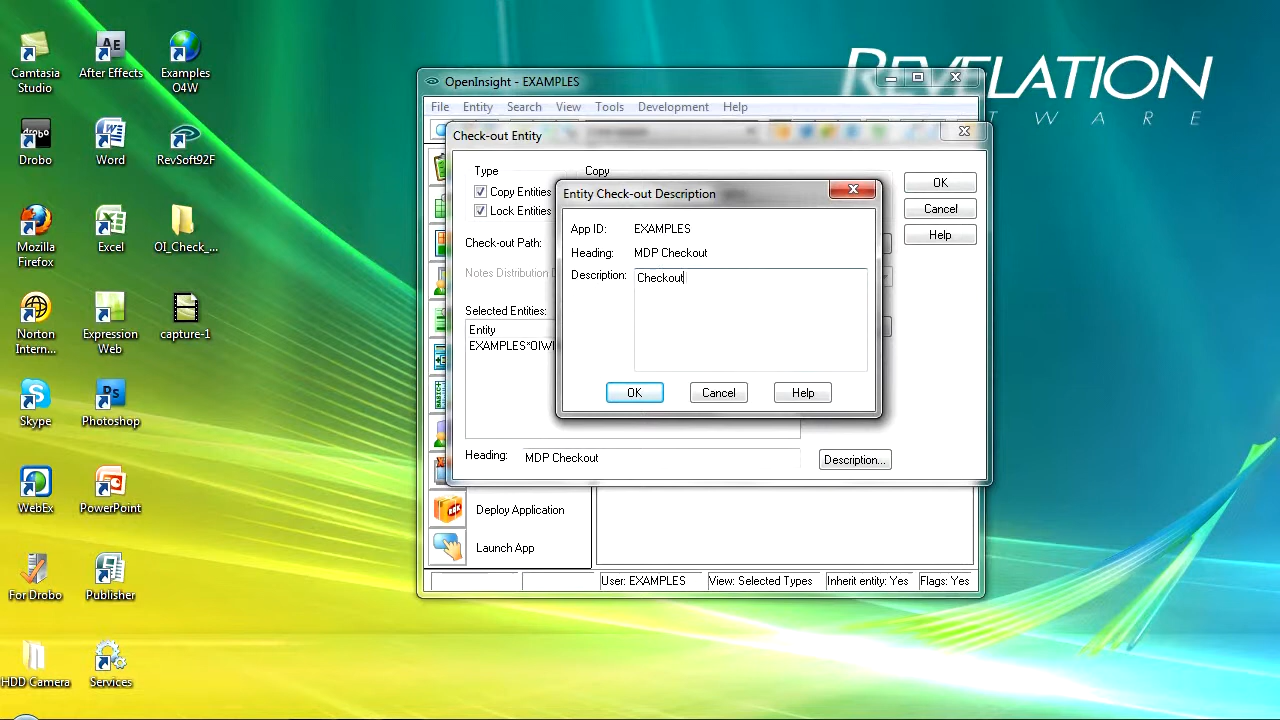 Camtasia Studio
After Effects
Examples O4W
Drobo
Word
RevSoft92F
Mozilla Firefox
Excel
OI_Check_...
Norton Intern...
Expression Web
capture-1
Skype
Photoshop
WebEx
PowerPoint
For Drobo
Publisher
HDD Camera
Services
REVELATION
T W A R E
OpenInsight - EXAMPLES
File Entity Search View Tools Development Help
Check-out Entity
Type
Copy
Copy Entities
Lock Entities
Check-out Path:
Notes Distribution
Selected Entities:
Entity
EXAMPLES*OIWI
OK
Cancel
Help
Entity Check-out Description
App ID: EXAMPLES
Heading: MDP Checkout
Description: Checkout
OK Cancel Help
Heading: MDP Checkout
Description...
Deploy Application
Launch App
User: EXAMPLES View: Selected Types Inherit entity: Yes Flags: Yes